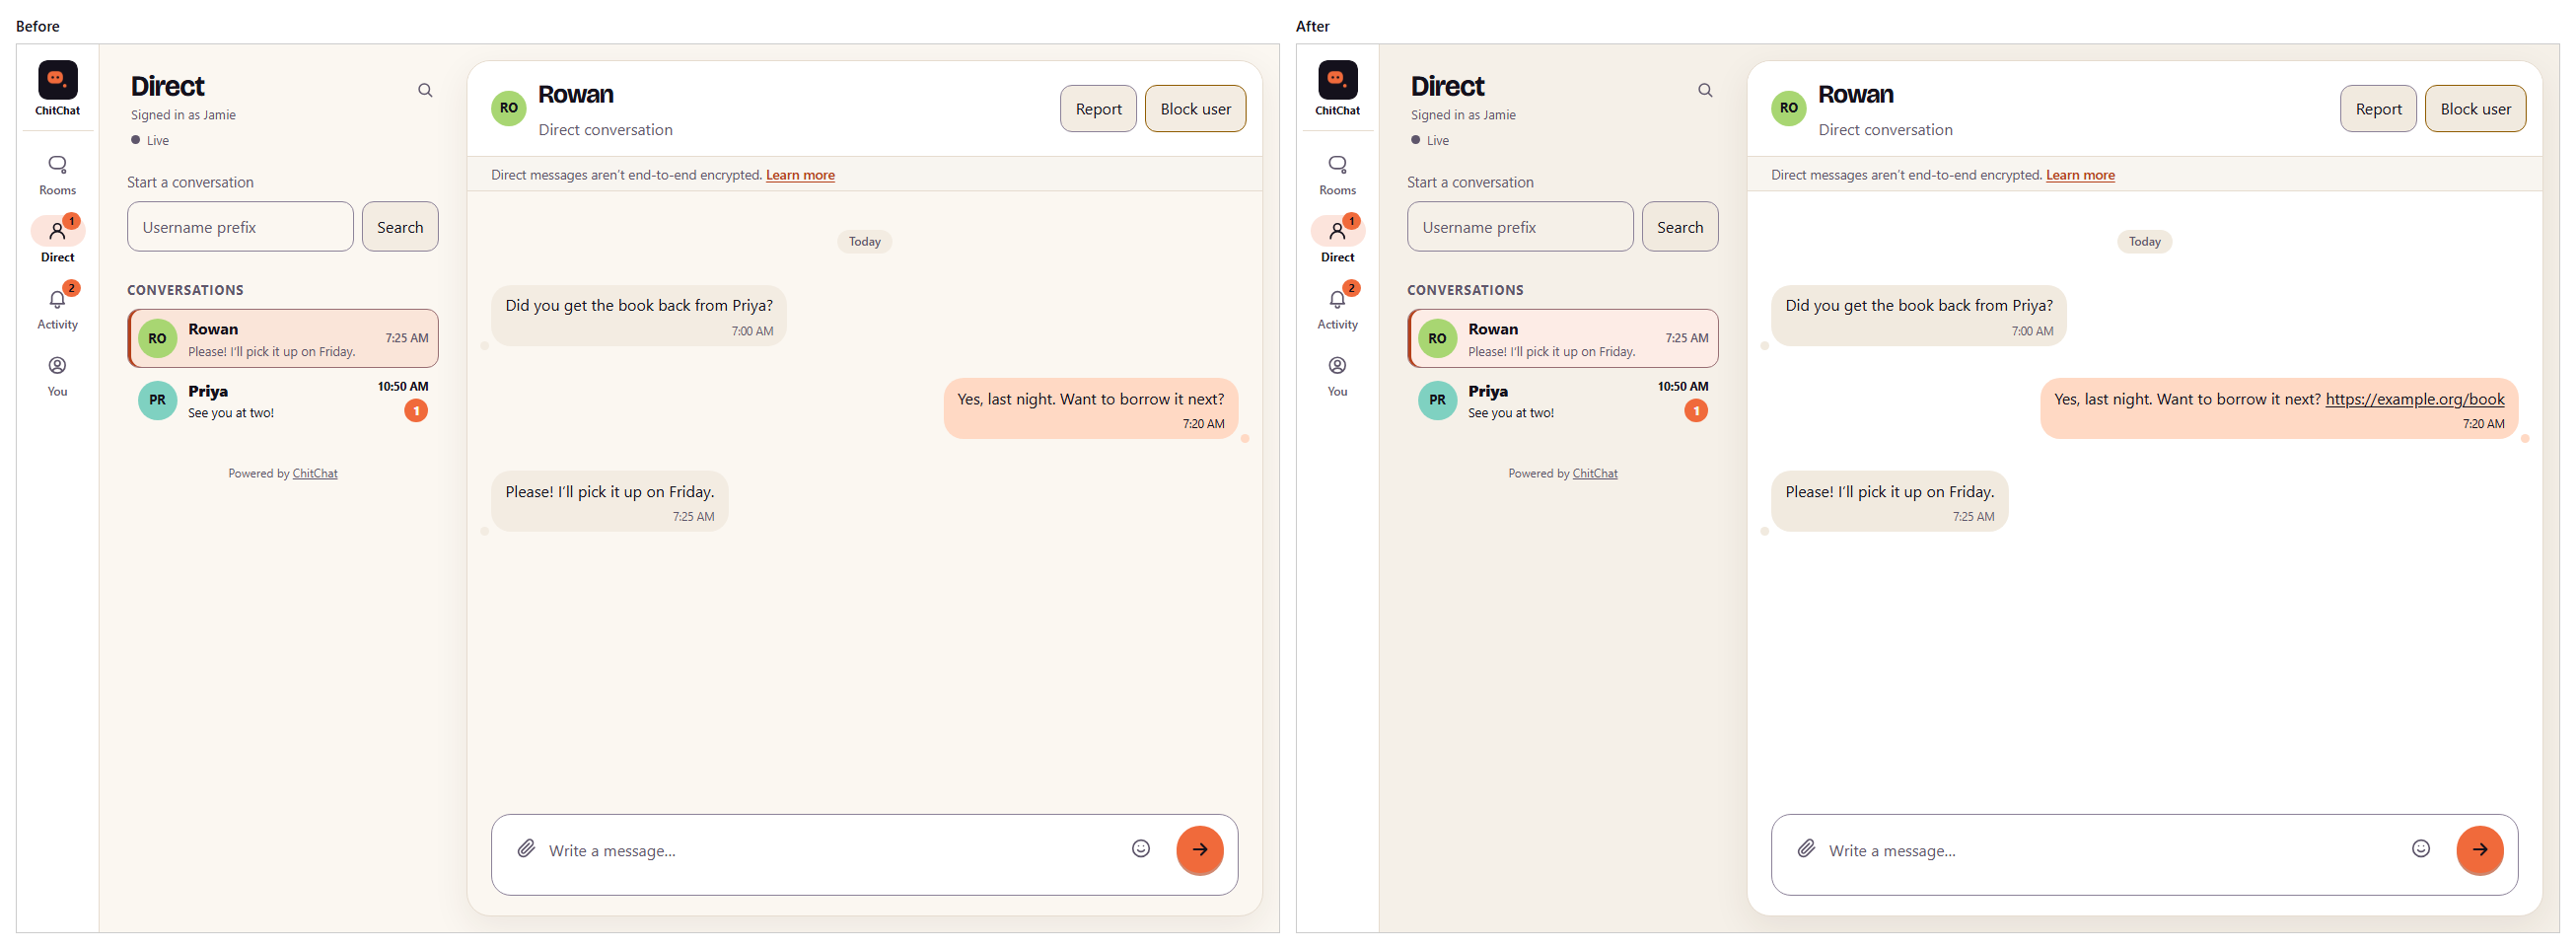 Before
ChitChat
Rooms
1
Direct
2
Activity
You
Direct
Signed in as Jamie
Live
Start a conversation
Username prefix
Search
CONVERSATIONS
RO
Rowan
7:25 AM
Please! I'll pick it up on Friday.
PR
Priya
10:50 AM
See you at two!
1
Powered by ChitChat
RO
Rowan
Direct conversation
Report
Block user
Direct messages aren't end-to-end encrypted. Learn more
Today
Did you get the book back from Priya?
7:00 AM
Yes, last night. Want to borrow it next?
7:20 AM
Please! I'll pick it up on Friday.
7:25 AM
Write a message...
After
ChitChat
Rooms
1
Direct
2
Activity
You
Direct
Signed in as Jamie
Live
Start a conversation
Username prefix
Search
CONVERSATIONS
RO
Rowan
7:25 AM
Please! I'll pick it up on Friday.
PR
Priya
10:50 AM
See you at two!
1
Powered by ChitChat
RO
Rowan
Direct conversation
Report
Block user
Direct messages aren't end-to-end encrypted. Learn more
Today
Did you get the book back from Priya?
7:00 AM
Yes, last night. Want to borrow it next? https://example.org/book
7:20 AM
Please! I'll pick it up on Friday.
7:25 AM
Write a message...